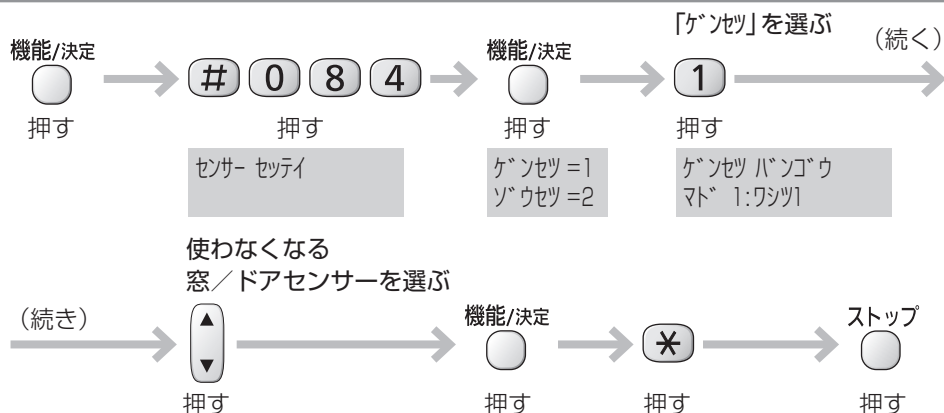 「ｹﾞﾝｾﾂ」を選ぶ
機能/決定
機能/決定
（続く）
# 0 8 4
1
押す
押す
押す
押す
ｾﾝｻｰ ｾｯﾃｲ
ｹﾞﾝｾﾂ =1
ｿﾞｳｾﾂ =2
ｹﾞﾝｾﾂ ﾊﾞﾝｺﾞｳ
ﾏﾄﾞ 1:ﾜｼﾂ1
使わなくなる
窓／ドアセンサーを選ぶ
（続き）
▲
▼
機能/決定
＊
ストップ
押す
押す
押す
押す